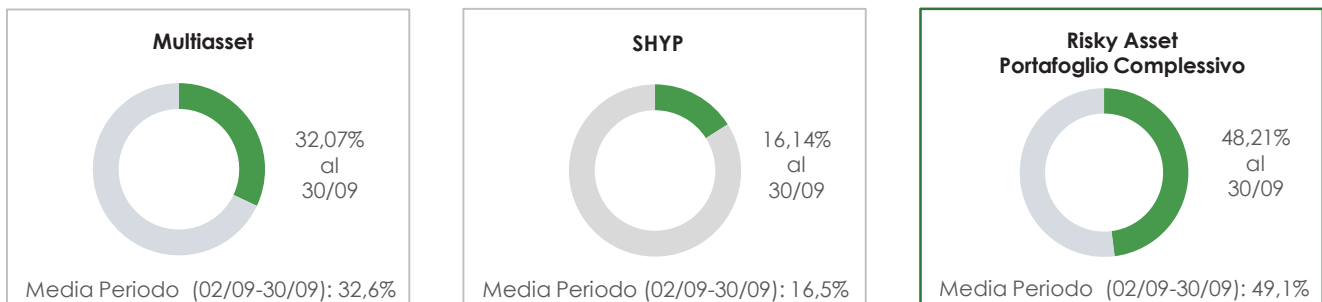 Multiasset
32,07%
al
30/09
Media Periodo (02/09-30/09): 32,6%
SHYP
16,14%
al
30/09
Media Periodo (02/09-30/09): 16,5%
Risky Asset
Portafoglio Complessivo
48,21%
al
30/09
Media Periodo (02/09-30/09): 49,1%